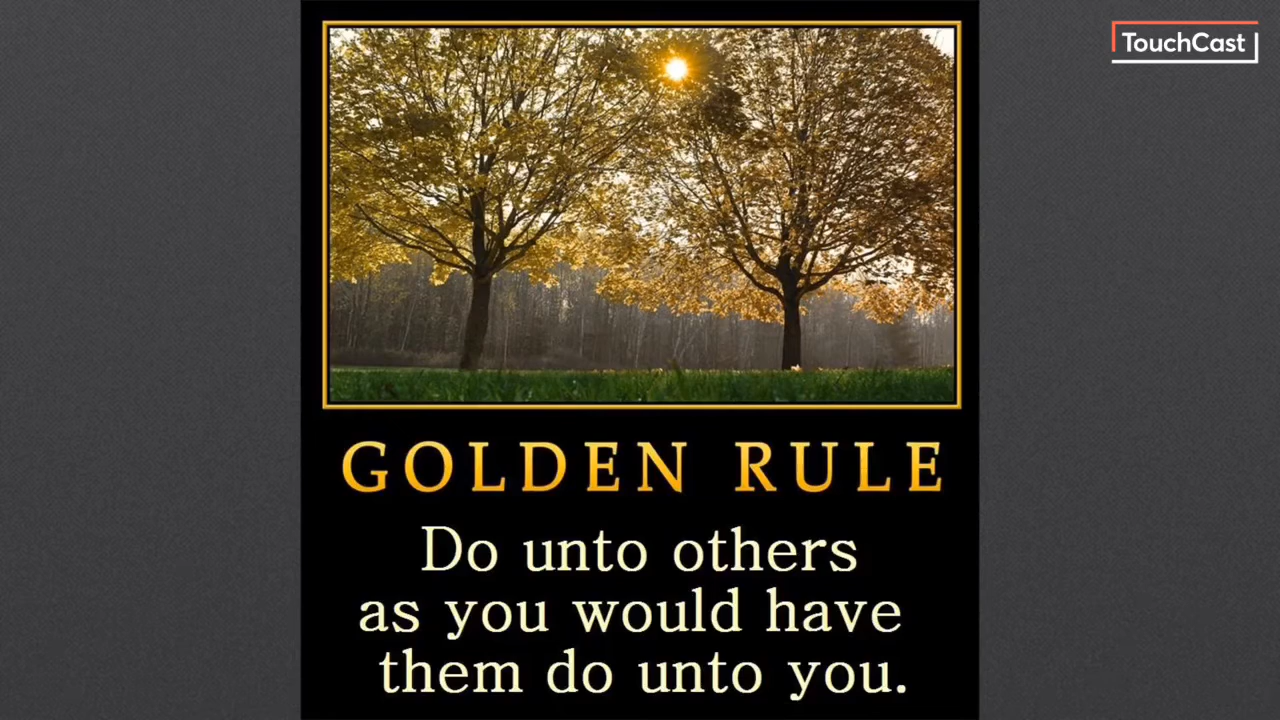 TouchCast
GOLDEN RULE
Do unto others
as you would have
them do unto you.